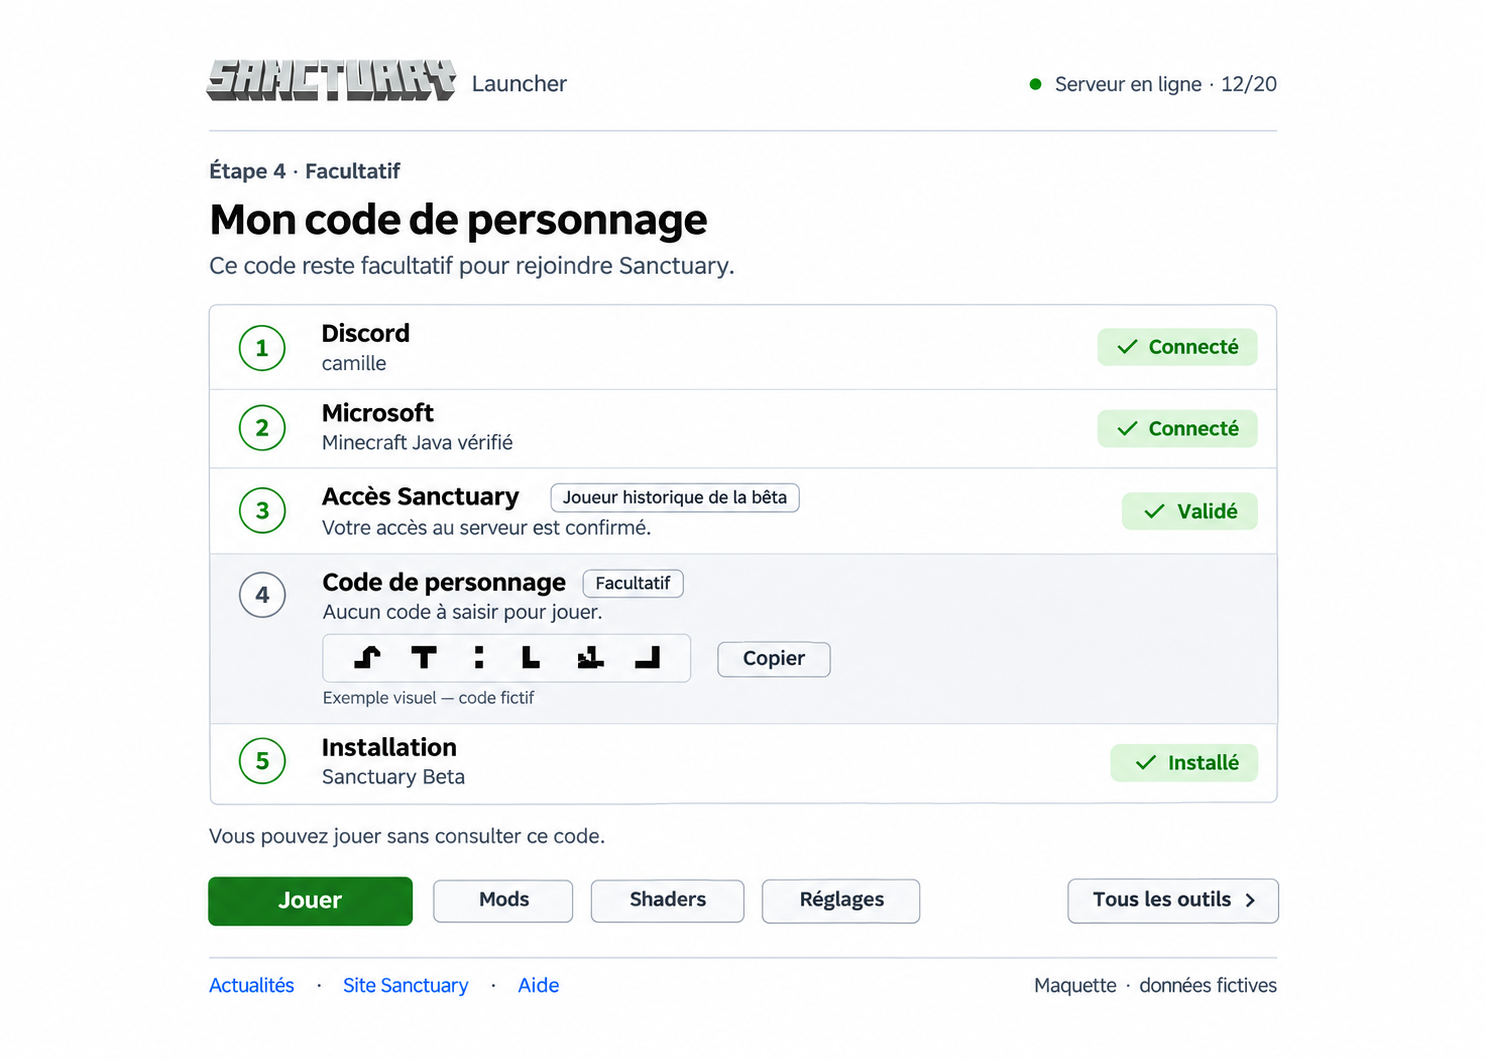 SANCTUARY Launcher
Serveur en ligne · 12/20
Étape 4 · Facultatif
Mon code de personnage
Ce code reste facultatif pour rejoindre Sanctuary.
1 Discord
camille
✓ Connecté
2 Microsoft
Minecraft Java vérifié
✓ Connecté
3 Accès Sanctuary Joueur historique de la bêta
Votre accès au serveur est confirmé.
✓ Validé
4 Code de personnage Facultatif
Aucun code à saisir pour jouer.
Copier
Exemple visuel — code fictif
5 Installation
Sanctuary Beta
✓ Installé
Vous pouvez jouer sans consulter ce code.
Jouer Mods Shaders Réglages Tous les outils >
Actualités · Site Sanctuary · Aide
Maquette · données fictives